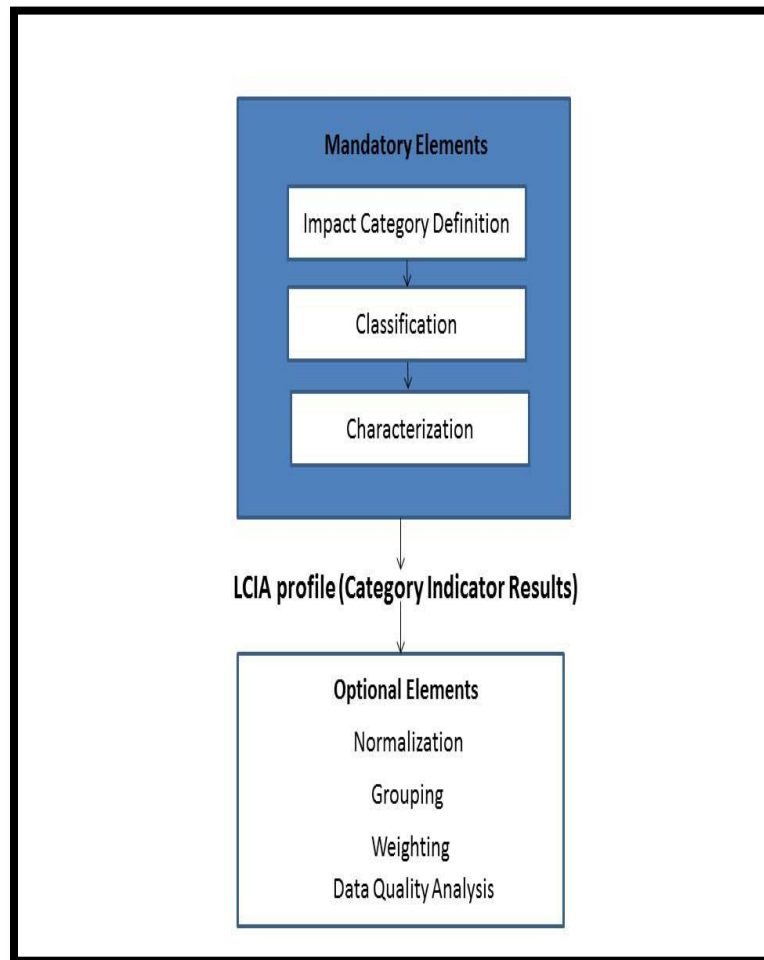 Mandatory Elements
Impact Category Definition
Classification
Characterization
LCIA profile (Category Indicator Results)
Optional Elements
Normalization
Grouping
Weighting
Data Quality Analysis